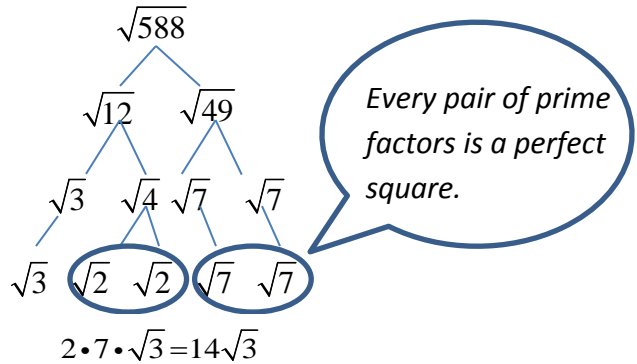 √588
√12 √49
Every pair of prime
factors is a perfect
square.
√3 √4 √7 √7
√3 √2 √2 √7 √7
2•7•√3=14√3